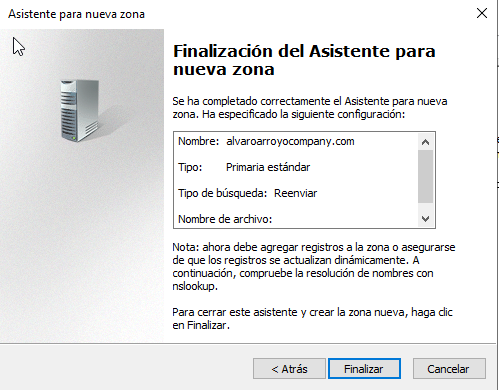 Asistente para nueva zona
Finalización del Asistente para
nueva zona
Se ha completado correctamente el Asistente para nueva
zona. Ha especificado la siguiente configuración:
Nombre: alvaroarroyocompany.com
Tipo: Primaria estándar
Tipo de búsqueda: Reenviar
Nombre de archivo:
Nota: ahora debe agregar registros a la zona o asegurarse
de que los registros se actualizan dinámicamente. A
continuación, compruebe la resolución de nombres con
nslookup.
Para cerrar este asistente y crear la zona nueva, haga clic
en Finalizar.
< Atrás
Finalizar
Cancelar